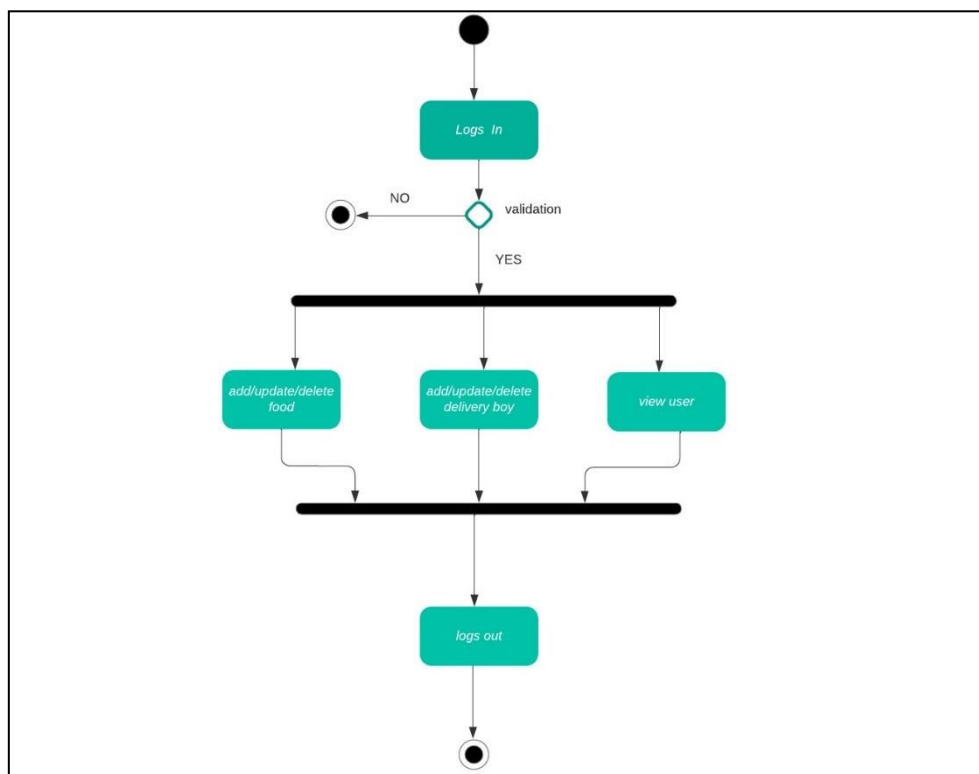 Logs In
NO
validation
YES
add/update/delete
food
add/update/delete
delivery boy
view user
logs out